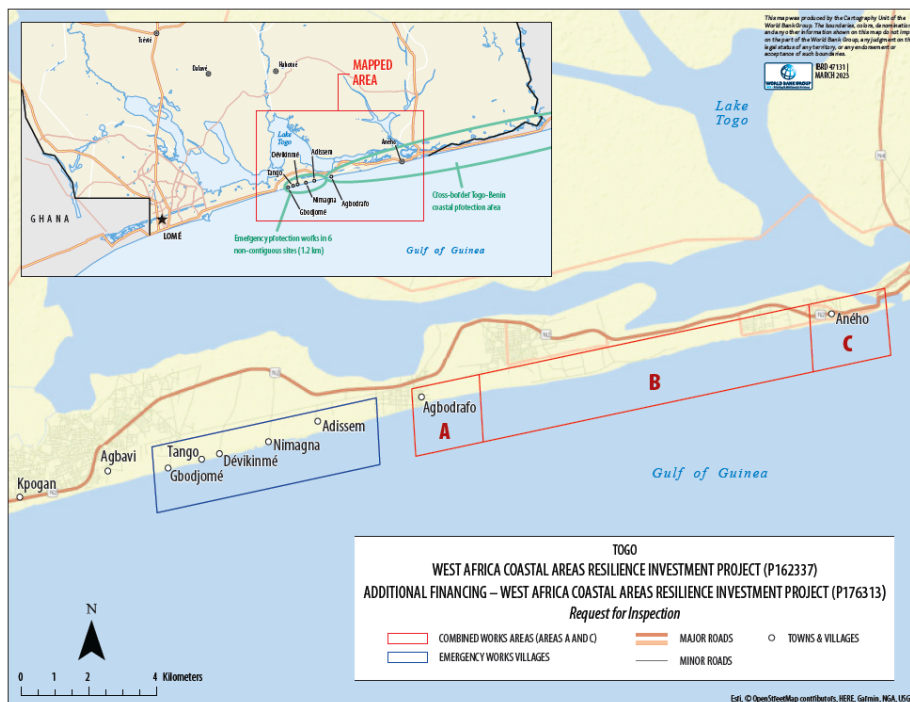 This map was produced by the Cartography Unit of the
World Bank Group. The boundaries, colors, denominations
and any other information shown on this map do not imply,
on the part of the World Bank Group, any judgment on the
legal status of any territory, or any endorsement or
acceptance of such boundaries.
WORLD BANK GROUP
IBRD 47131 |
MARCH 2025
Tsévié
Dalavé
Hahomé
MAPPED
AREA
Lake
Togo
Adissem
Dévikinmé
Tango
Aného
Nimagna
Agbodrafo
Gbodjomé
Cross-border Togo-Benin
coastal protection area
GHANA
LOMÉ
Emergency protection works in 6
non-contiguous sites (1.2 km)
Gulf of Guinea
Lake
Togo
Aného
C
B
Agbodrafo
A
Adissem
Nimagna
Dévikinmé
Tango
Gbodjomé
Agbavi
Kpogan
Gulf of Guinea
TOGO
WEST AFRICA COASTAL AREAS RESILIENCE INVESTMENT PROJECT (P162337)
ADDITIONAL FINANCING – WEST AFRICA COASTAL AREAS RESILIENCE INVESTMENT PROJECT (P176313)
Request for Inspection
COMBINED WORKS AREAS (AREAS A AND C)
MAJOR ROADS
TOWNS & VILLAGES
EMERGENCY WORKS VILLAGES
MINOR ROADS
N
0 1 2 4 Kilometers
Esri, © OpenStreetMap contributors, HERE, Garmin, NGA, USG